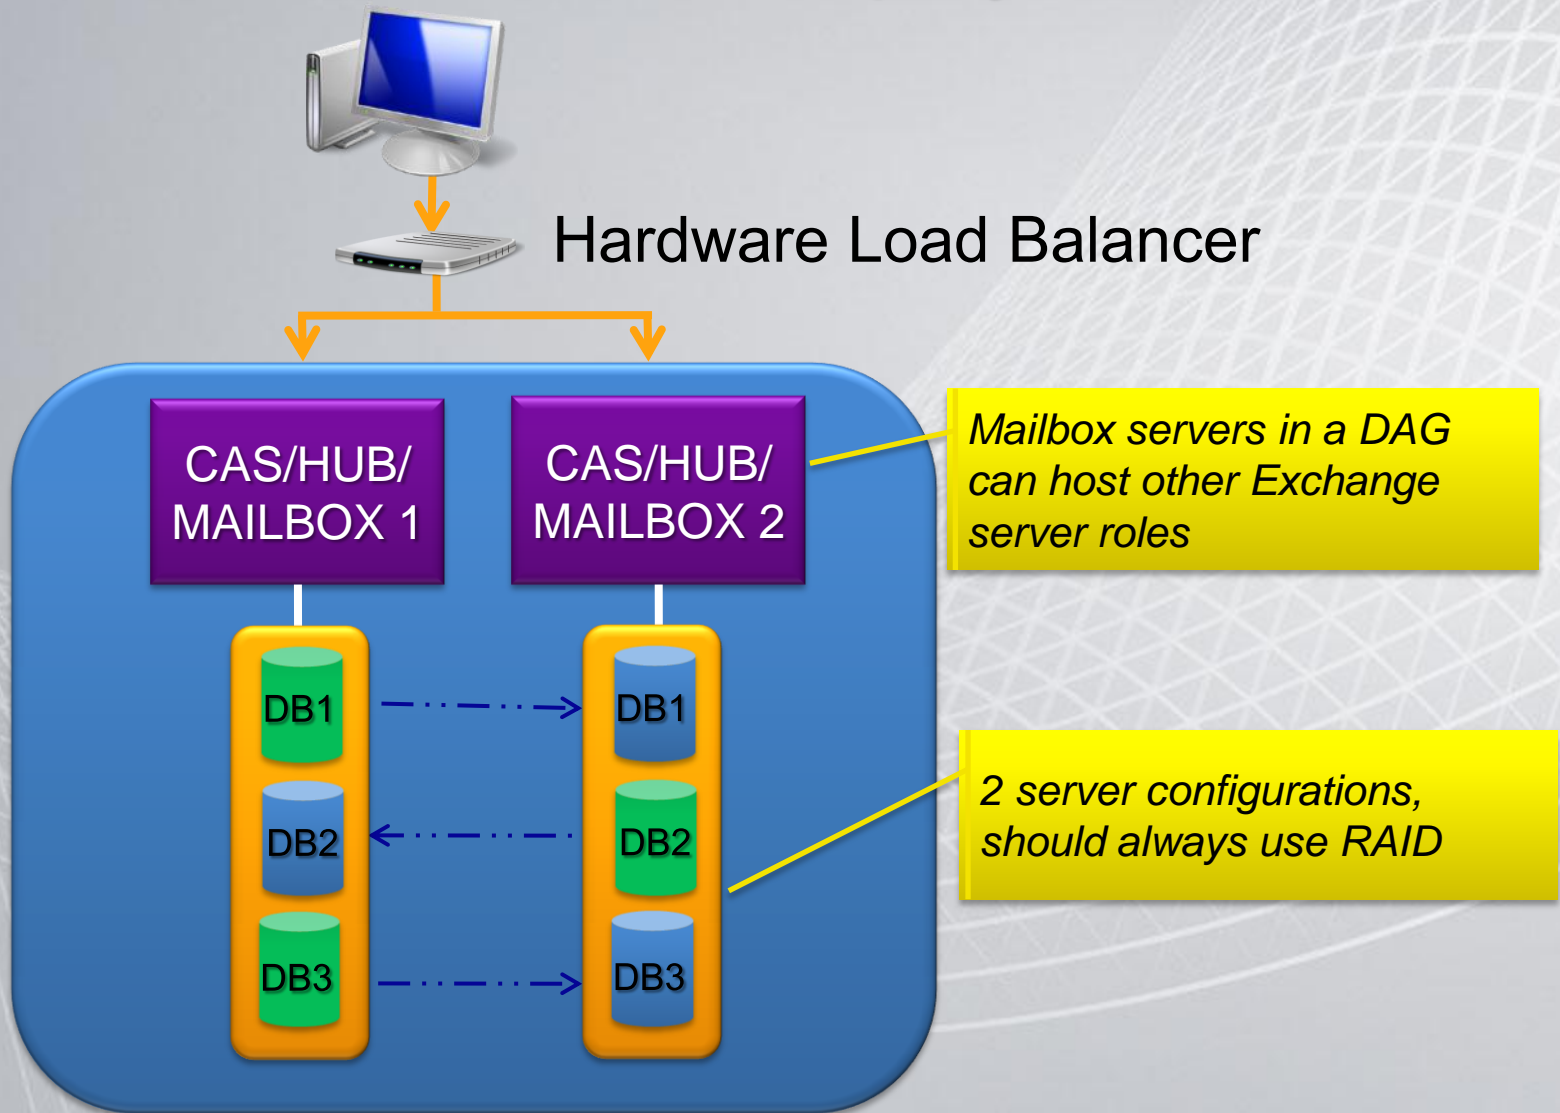 Hardware Load Balancer
CAS/HUB/
MAILBOX 1
CAS/HUB/
MAILBOX 2
Mailbox servers in a DAG
can host other Exchange
server roles
DB1
DB1
DB2
DB2
DB3
DB3
2 server configurations,
should always use RAID